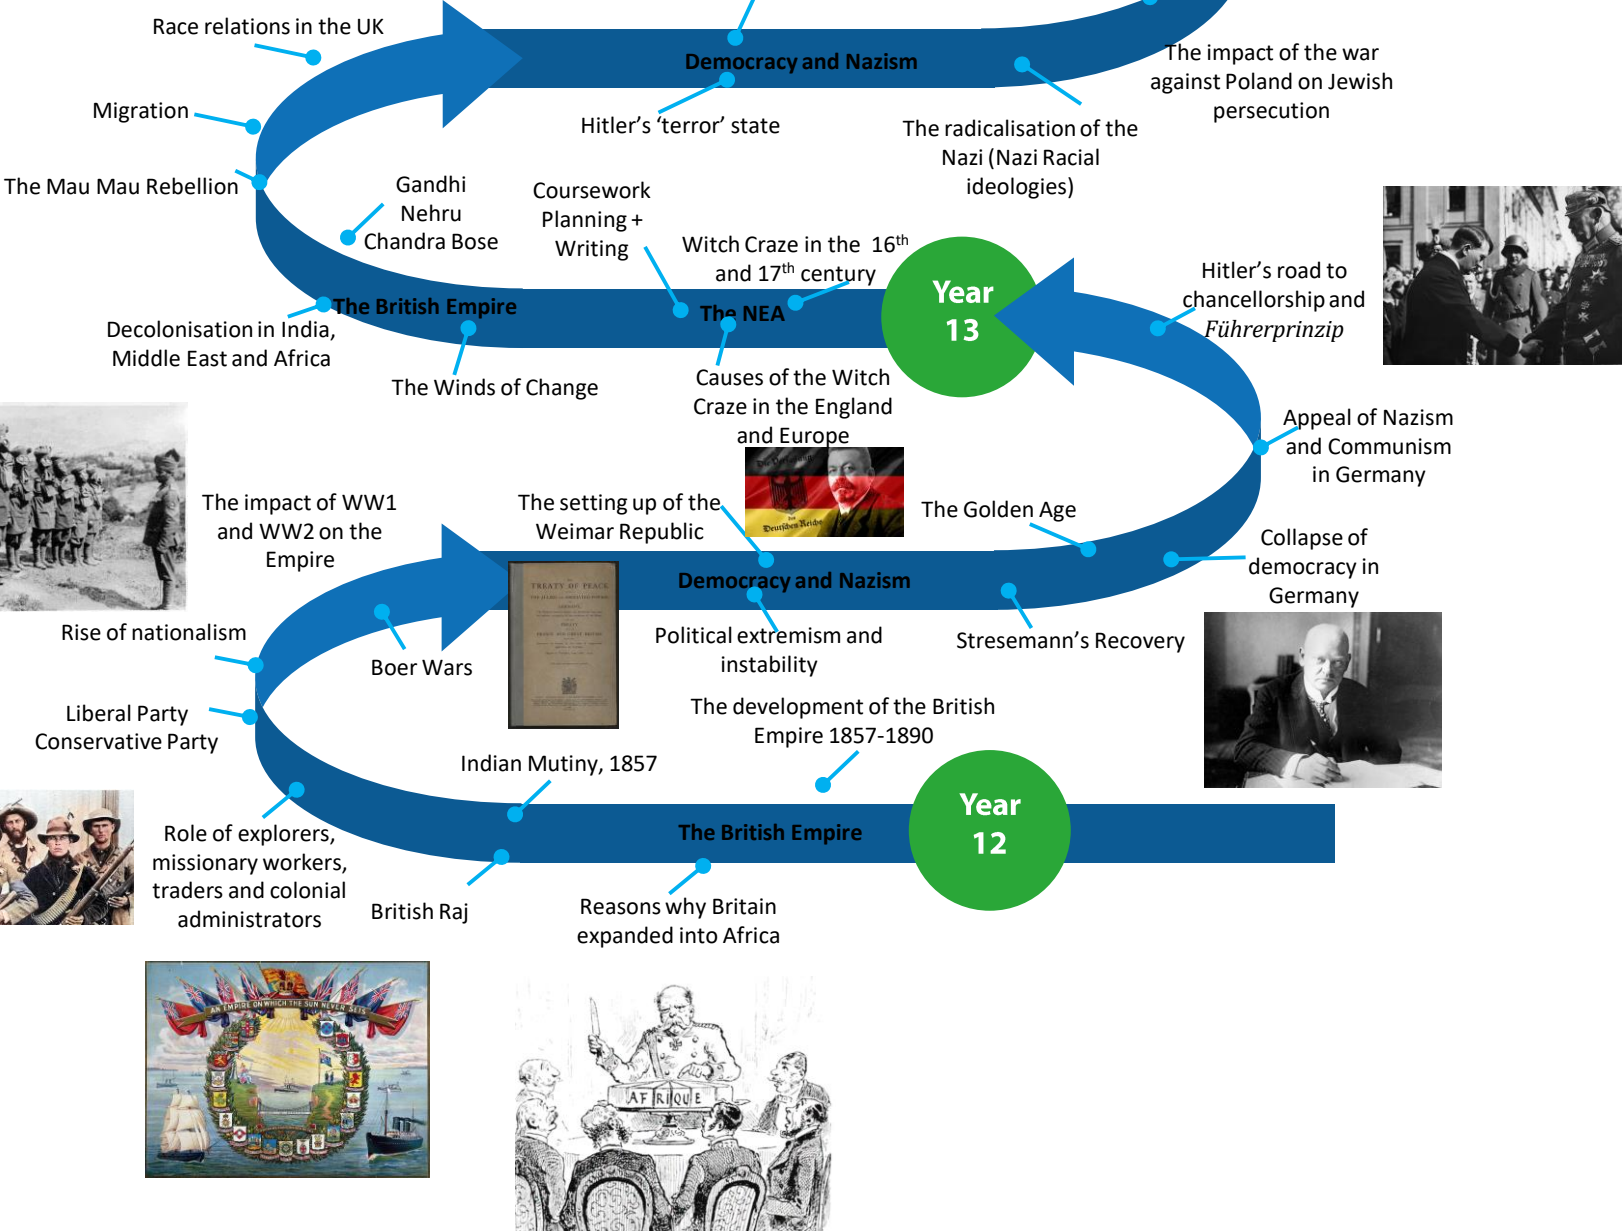 Race relations in the UK
Democracy and Nazism
The impact of the war
against Poland on Jewish
persecution
Migration
Hitler's 'terror' state
The radicalisation of the
Nazi (Nazi Racial
ideologies)
The Mau Mau Rebellion
Gandhi
Nehru
Chandra Bose
Coursework
Planning +
Writing
Witch Craze in the 16th
and 17th century
Year
13
Hitler's road to
chancellorship and
Führerprinzip
The British Empire
The NEA
Decolonisation in India,
Middle East and Africa
The Winds of Change
Causes of the Witch
Craze in the England
and Europe
Appeal of Nazism
and Communism
in Germany
The impact of WW1
and WW2 on the
Empire
The setting up of the
Weimar Republic
Deutschen Reichs
The Golden Age
Collapse of
democracy in
Germany
Democracy and Nazism
TREATY OF PEACE
Rise of nationalism
Boer Wars
Political extremism and
instability
Stresemann's Recovery
Liberal Party
Conservative Party
The development of the British
Empire 1857-1890
Indian Mutiny, 1857
Year
12
The British Empire
Role of explorers,
missionary workers,
traders and colonial
administrators
British Raj
Reasons why Britain
expanded into Africa
AN EMPIRE ON WHICH THE SUN NEVER SETS
AFRIQUE